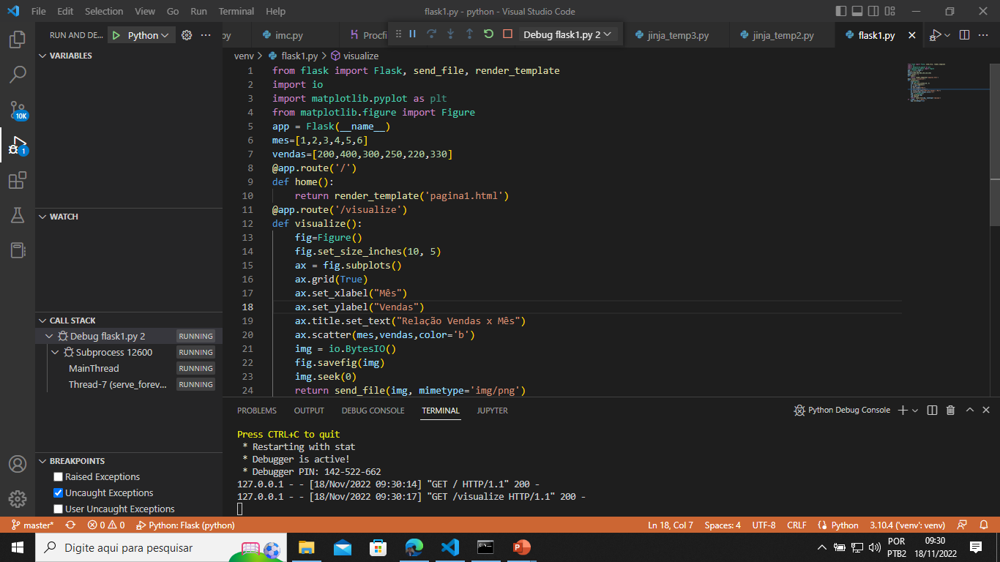 File Edit Selection View Go Run Terminal Help flask1.py - python - Visual Studio Code
RUN AND DE... Python ... py imc.py Procfi Debug flask1.py 2 jinja_temp3.py jinja_temp2.py flask1.py
venv > flask1.py > visualize
VARIABLES
WATCH
CALL STACK
Debug flask1.py 2 RUNNING
Subprocess 12600 RUNNING
MainThread RUNNING
Thread-7 (serve_forev... RUNNING
BREAKPOINTS
Raised Exceptions
Uncaught Exceptions
User Uncaught Exceptions
10K
1
1 from flask import Flask, send_file, render_template
2 import io
3 import matplotlib.pyplot as plt
4 from matplotlib.figure import Figure
5 app = Flask(__name__)
6 mes=[1,2,3,4,5,6]
7 vendas=[200,400,300,250,220,330]
8 @app.route('/')
9 def home():
10 return render_template('pagina1.html')
11 @app.route('/visualize')
12 def visualize():
13 fig=Figure()
14 fig.set_size_inches(10, 5)
15 ax = fig.subplots()
16 ax.grid(True)
17 ax.set_xlabel("Mês")
18 ax.set_ylabel("Vendas")
19 ax.title.set_text("Relação Vendas x Mês")
20 ax.scatter(mes,vendas,color='b')
21 img = io.BytesIO()
22 fig.savefig(img)
23 img.seek(0)
24 return send_file(img, mimetype='img/png')
PROBLEMS OUTPUT DEBUG CONSOLE TERMINAL JUPYTER Python Debug Console
Press CTRL+C to quit
* Restarting with stat
* Debugger is active!
* Debugger PIN: 142-522-662
127.0.0.1 - - [18/Nov/2022 09:30:14] "GET / HTTP/1.1" 200 -
127.0.0.1 - - [18/Nov/2022 09:30:17] "GET /visualize HTTP/1.1" 200 -
master* 0 0 Python: Flask (python) Ln 18, Col 7 Spaces: 4 UTF-8 CRLF Python 3.10.4 ('venv': venv)
Digite aqui para pesquisar
POR 09:30
PTB2 18/11/2022